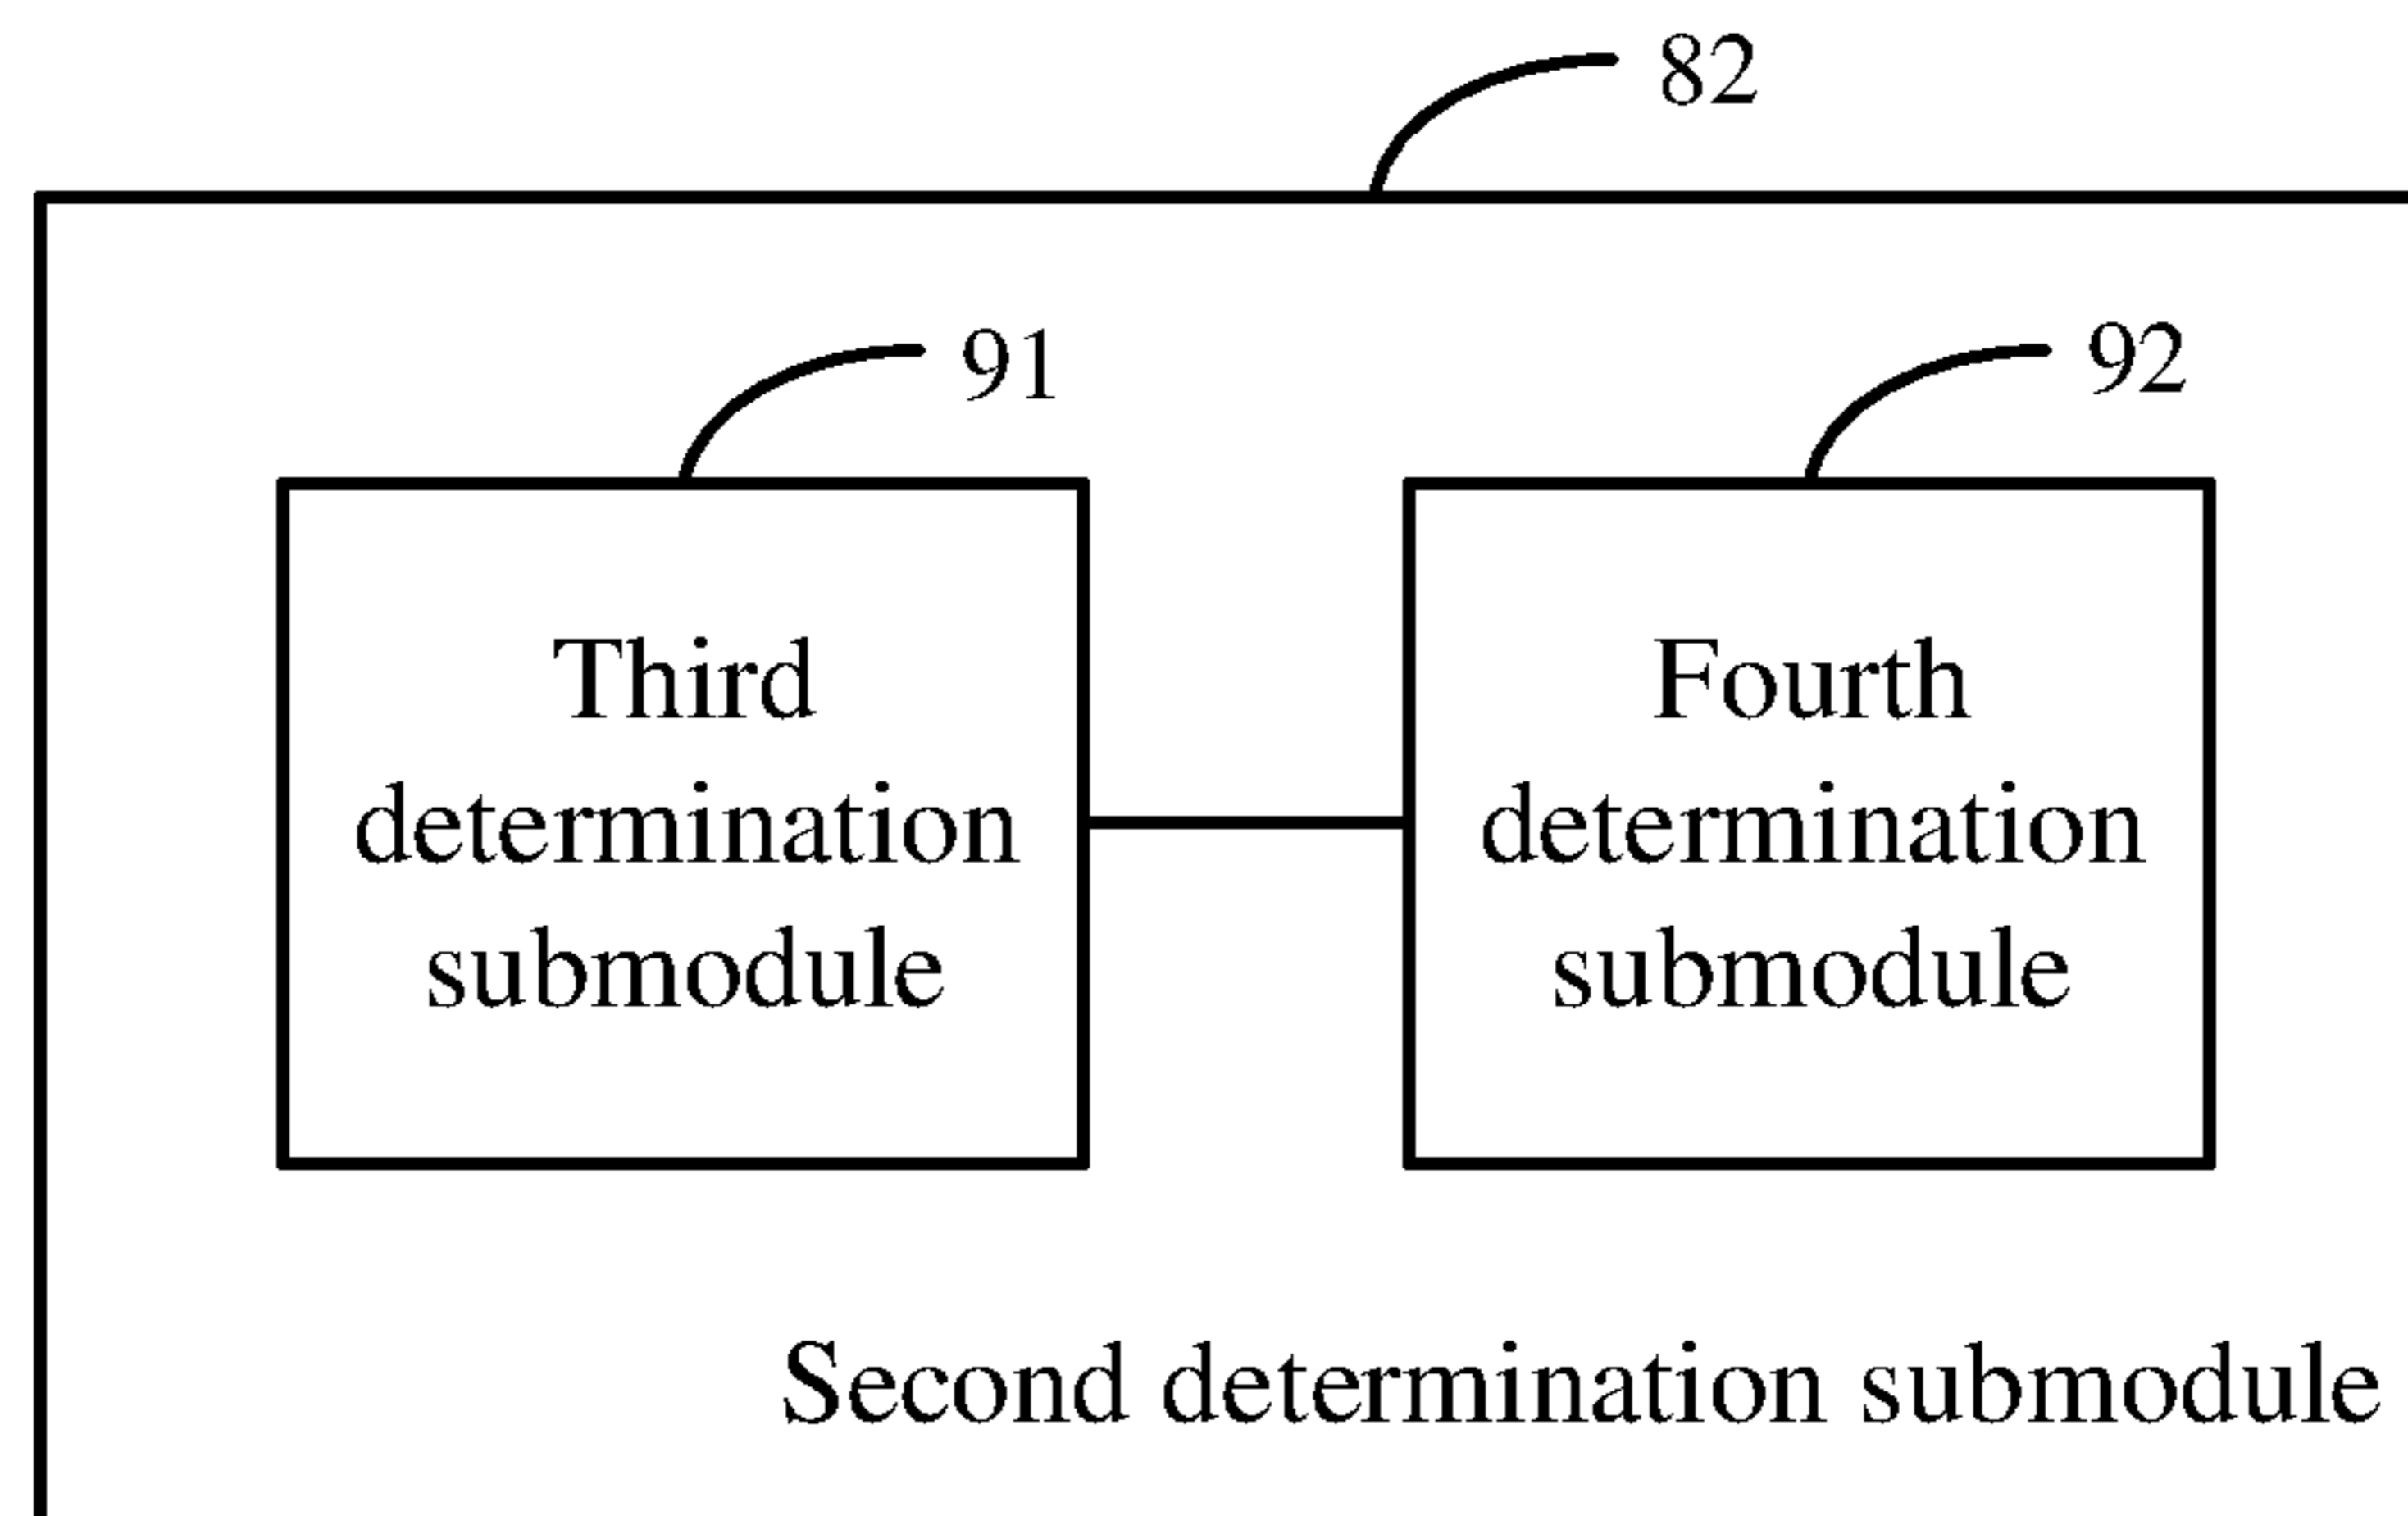 82
91
92
Third
determination
submodule
Fourth
determination
submodule
Second determination submodule